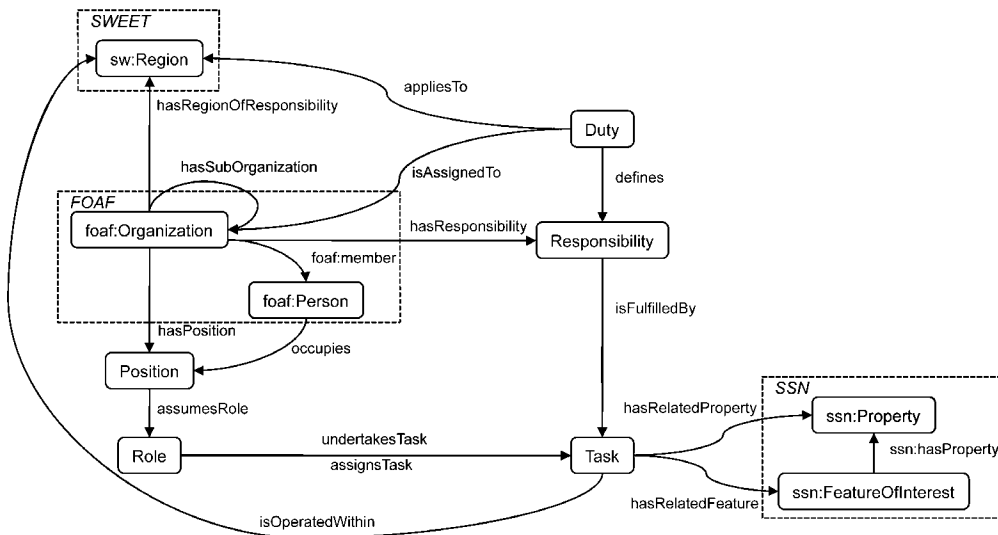 SWEET
sw:Region
appliesTo
hasRegionOfResponsibility
Duty
hasSubOrganization
isAssignedTo
defines
FOAF
foaf:Organization
hasResponsibility
Responsibility
foaf:member
foaf:Person
isFulfilledBy
hasPosition
occupies
Position
SSN
assumesRole
hasRelatedProperty
ssn:Property
undertakesTask
ssn:hasProperty
Role
assignsTask
Task
ssn:FeatureOfInterest
hasRelatedFeature
isOperatedWithin